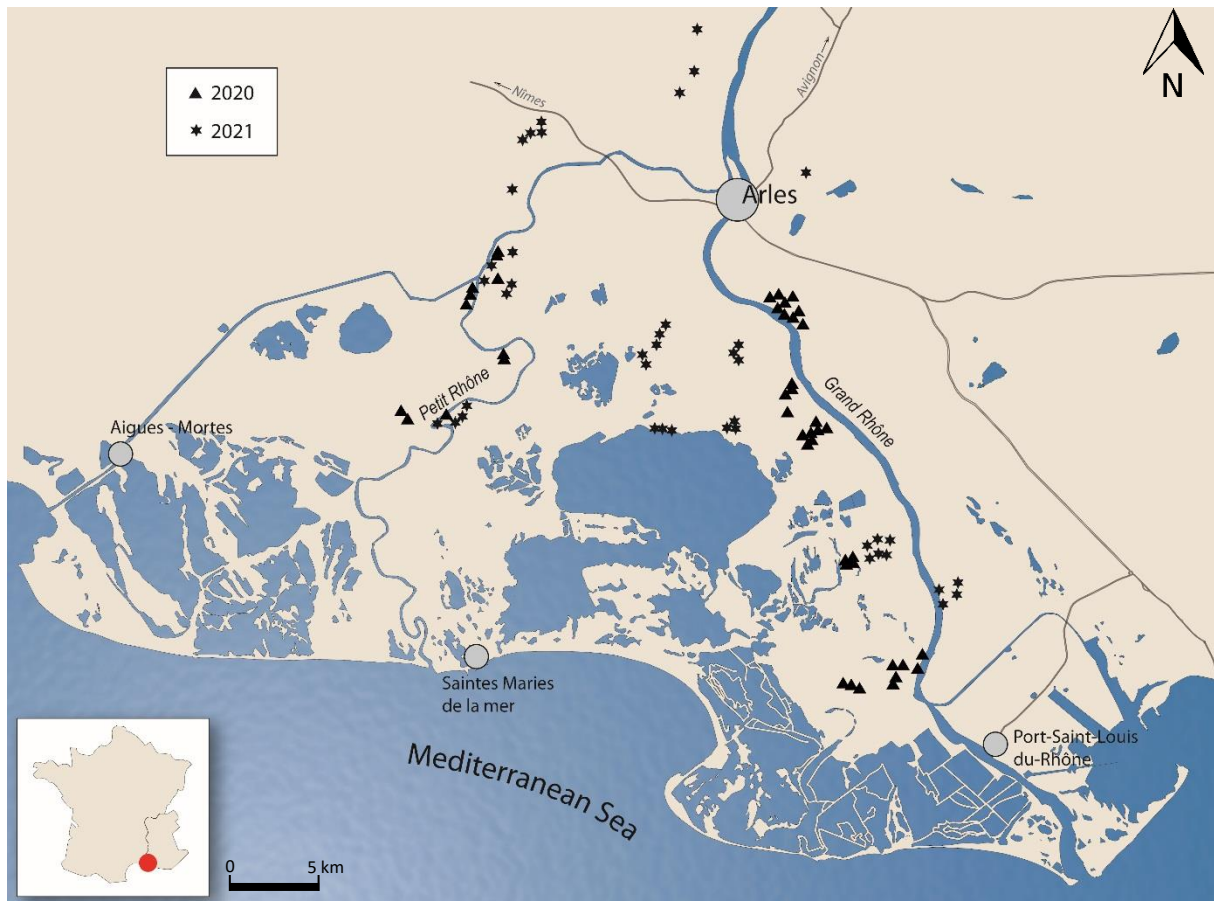 N
2020
2021
←Nîmes
Avignon→
Arles
Petit Rhône
Grand Rhône
Aigues - Mortes
Saintes Maries
de la mer
Port-Saint-Louis
du-Rhône
Mediterranean Sea
0 5 km